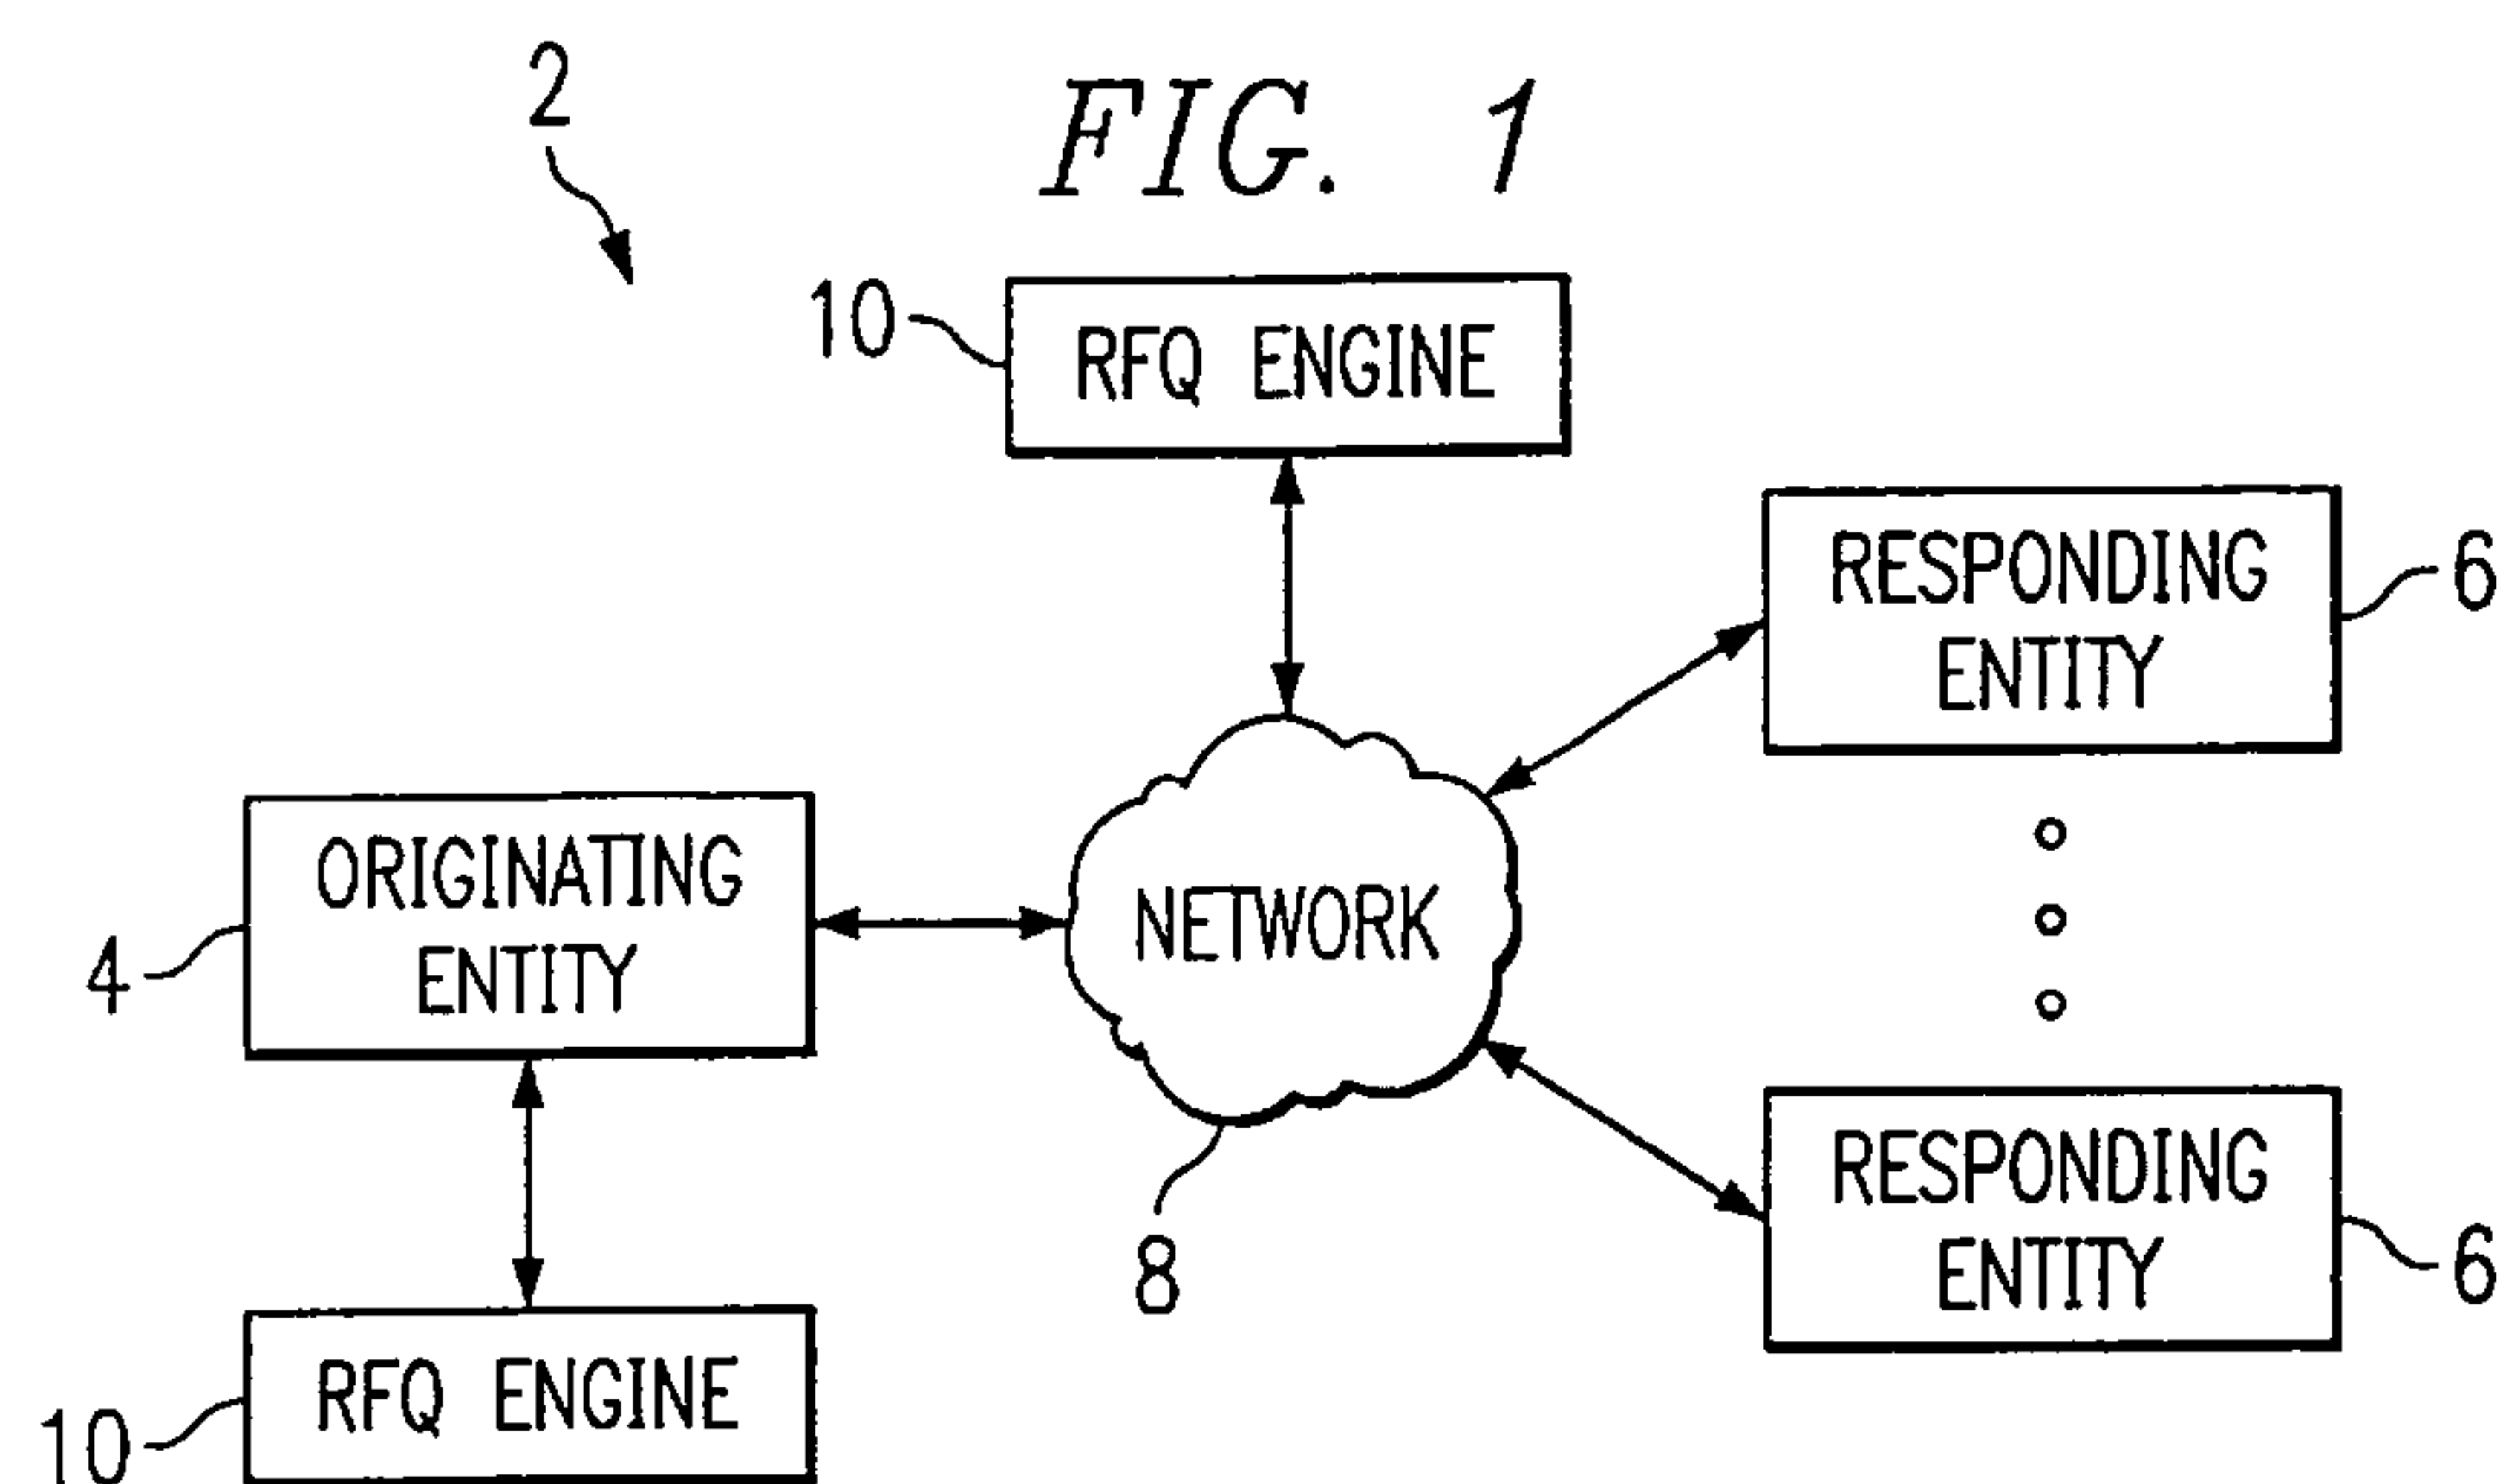 2
FIG. 1
10
RFQ ENGINE
RESPONDING
ENTITY
6
ORIGINATING
ENTITY
4
NETWORK
8
RESPONDING
ENTITY
6
RFQ ENGINE
10